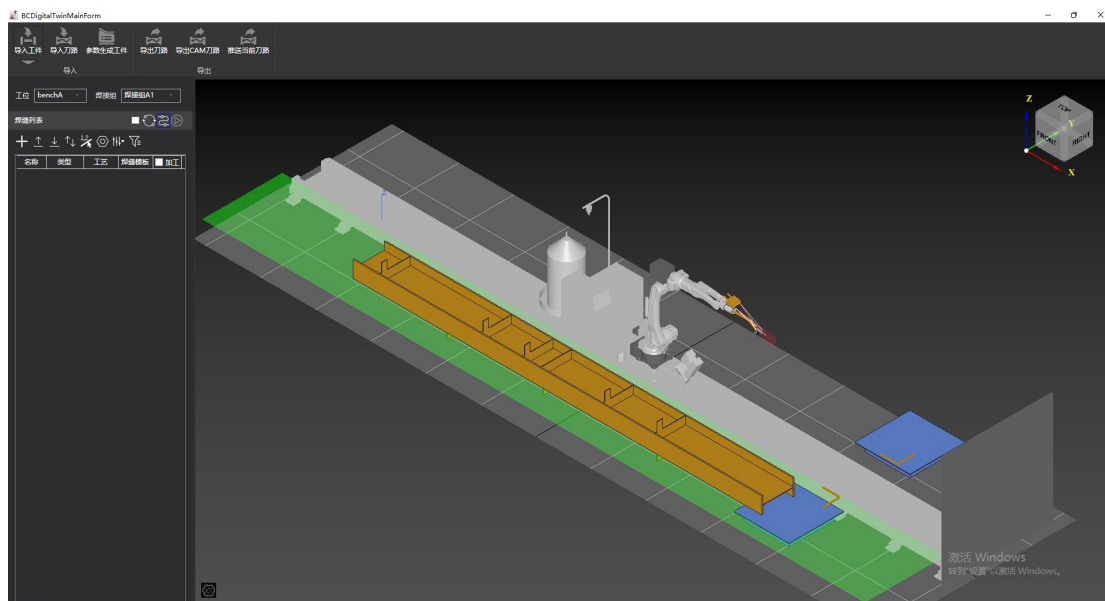 BCDigitalTwinMainForm
导入工件 导入刀路 参数生成工件 导出刀路 导出CAM刀路 推送当前刀路
导入 导出
工位 benchA 焊接组 焊接组A1
焊缝列表
1,2
名称 类型 工艺 焊缝模板 加工
Z
TOP
Y
FRONT RIGHT
X
Z
激活 Windows
转到"设置"以激活 Windows。